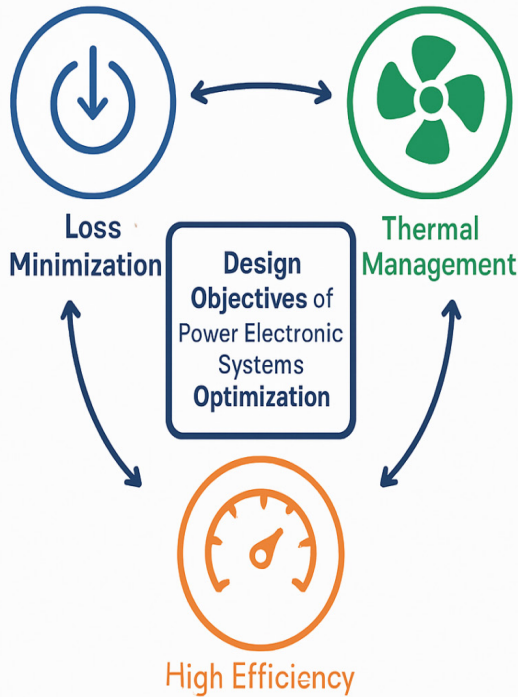 Loss
Minimization
Thermal
Management
Design
Objectives of
Power Electronic
Systems
Optimization
High Efficiency